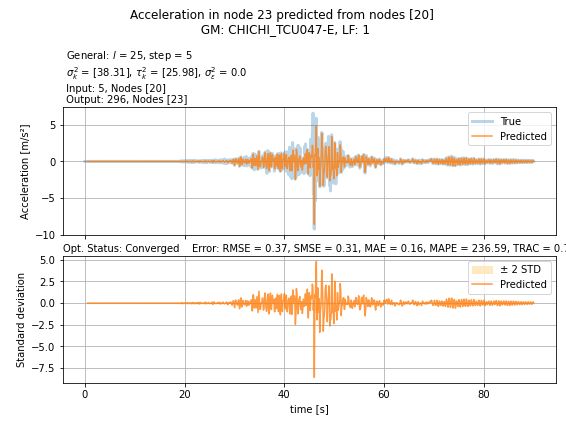 Acceleration in node 23 predicted from nodes [20]
GM: CHICHI_TCU047-E, LF: 1
General: l = 25, step = 5
σ²ₖ = [38.31], τ²ₖ = [25.98], σ²ε = 0.0
Input: 5, Nodes [20]
Output: 296, Nodes [23]
Acceleration [m/s²]
5
0
−5
−10
True
Predicted
Opt. Status: Converged Error: RMSE = 0.37, SMSE = 0.31, MAE = 0.16, MAPE = 236.59, TRAC = 0.7
Standard deviation
5.0
2.5
0.0
−2.5
−5.0
−7.5
± 2 STD
Predicted
0 20 40 60 80
time [s]